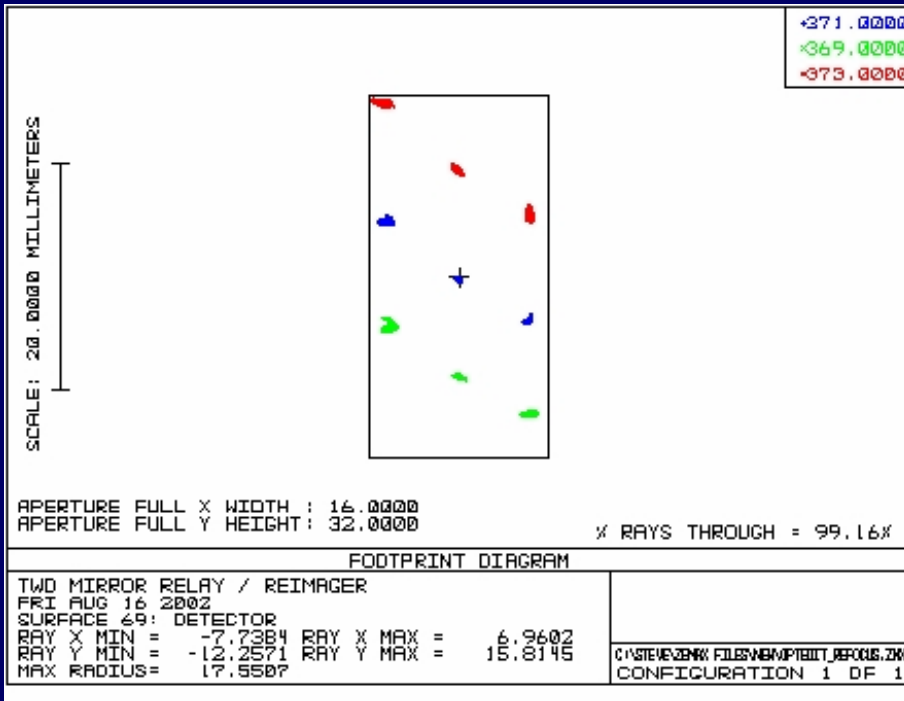 +371.0000
×369.0000
▪373.0000
SCALE: 20.0000 MILLIMETERS
APERTURE FULL X WIDTH : 16.0000
APERTURE FULL Y HEIGHT: 32.0000
% RAYS THROUGH = 99.16%
FOOTPRINT DIAGRAM
TWO MIRROR RELAY / REIMAGER
FRI AUG 16 2002
SURFACE 69: DETECTOR
RAY X MIN = -7.7384 RAY X MAX = 6.9602
RAY Y MIN = -12.2571 RAY Y MAX = 15.8145
MAX RADIUS= 17.5507
CONFIGURATION 1 OF 1